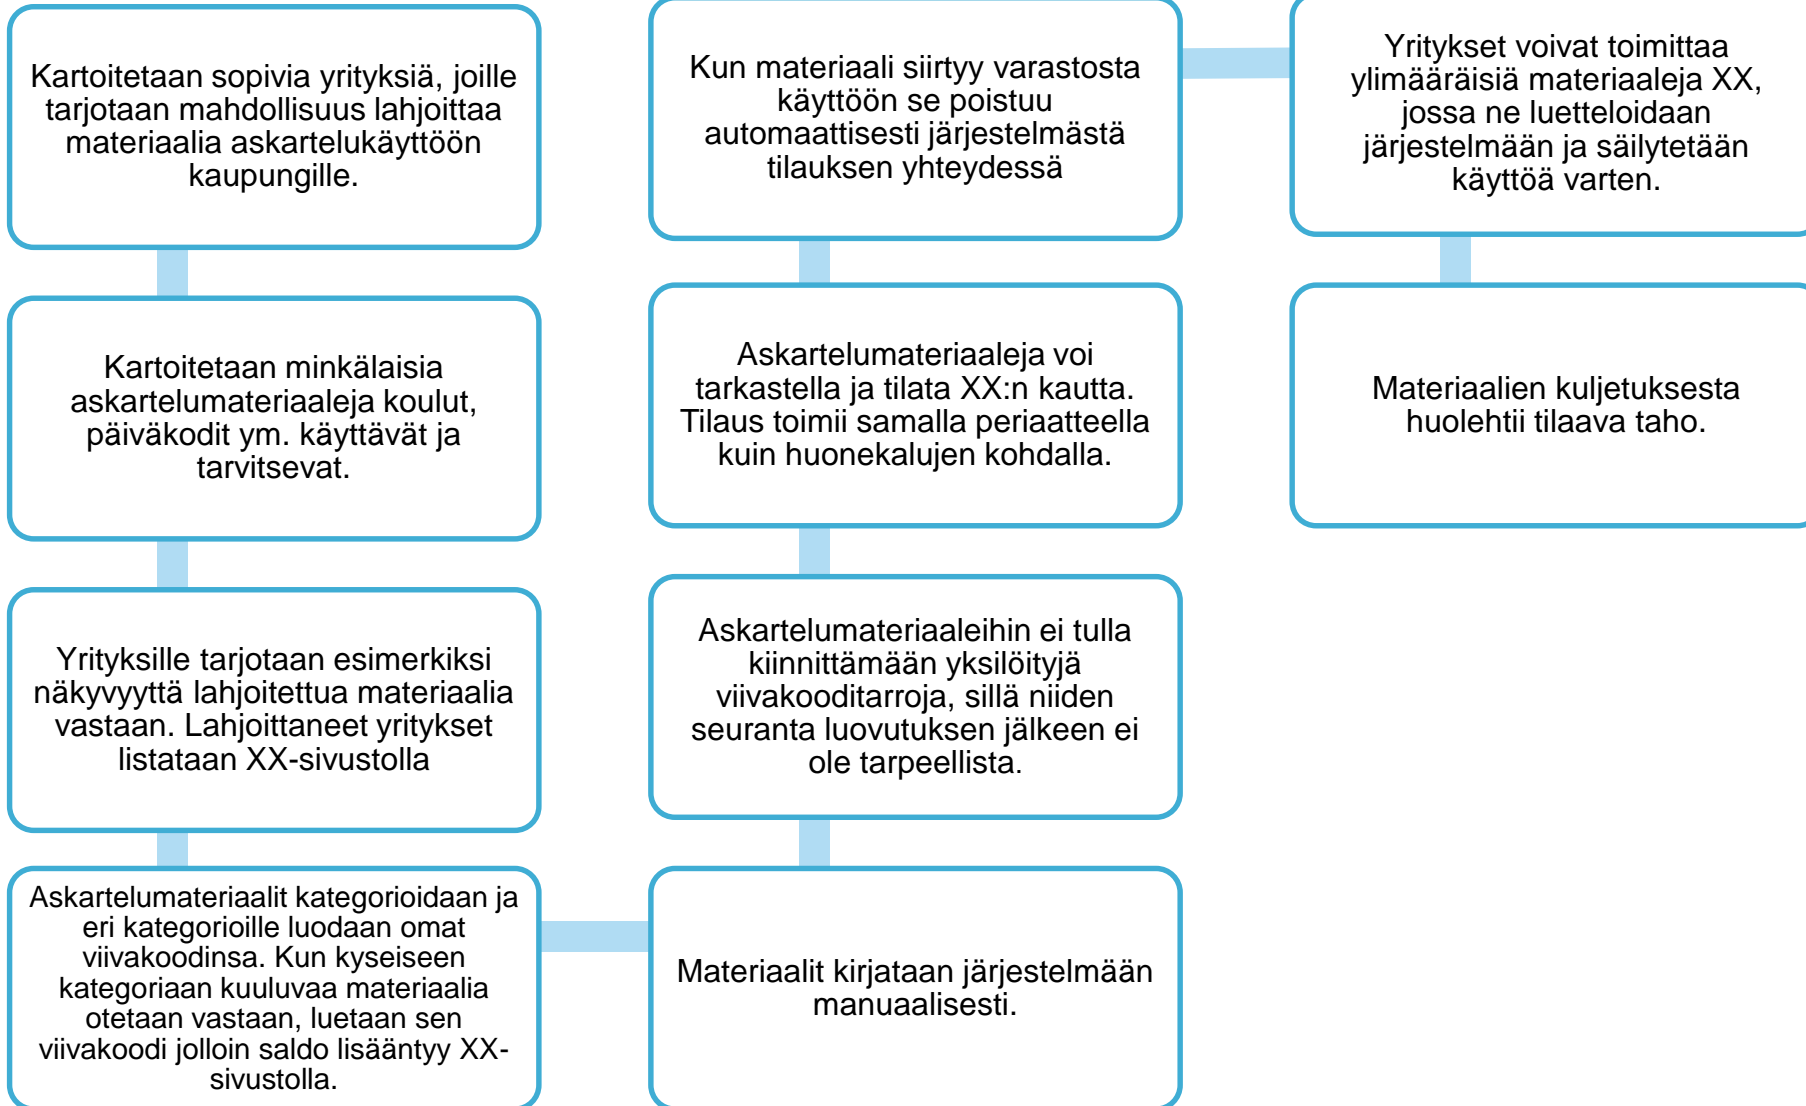 Kartoitetaan sopivia yrityksiä, joille
tarjotaan mahdollisuus lahjoittaa
materiaalia askartelukäyttöön
kaupungille.
Kartoitetaan minkälaisia
askartelumateriaaleja koulut,
päiväkodit ym. käyttävät ja
tarvitsevat.
Yrityksille tarjotaan esimerkiksi
näkyvyyttä lahjoitettua materiaalia
vastaan. Lahjoittaneet yritykset
listataan XX-sivustolla
Askartelumateriaalit kategorioidaan ja
eri kategorioille luodaan omat
viivakoodinsa. Kun kyseiseen
kategoriaan kuuluvaa materiaalia
otetaan vastaan, luetaan sen
viivakoodi jolloin saldo lisääntyy XX-
sivustolla.
Materiaalit kirjataan järjestelmään
manuaalisesti.
Askartelumateriaaleihin ei tulla
kiinnittämään yksilöityjä
viivakooditarroja, sillä niiden
seuranta luovutuksen jälkeen ei
ole tarpeellista.
Askartelumateriaaleja voi
tarkastella ja tilata XX:n kautta.
Tilaus toimii samalla periaatteella
kuin huonekalujen kohdalla.
Kun materiaali siirtyy varastosta
käyttöön se poistuu
automaattisesti järjestelmästä
tilauksen yhteydessä
Yritykset voivat toimittaa
ylimääräisiä materiaaleja XX,
jossa ne luetteloidaan
järjestelmään ja säilytetään
käyttöä varten.
Materiaalien kuljetuksesta
huolehtii tilaava taho.